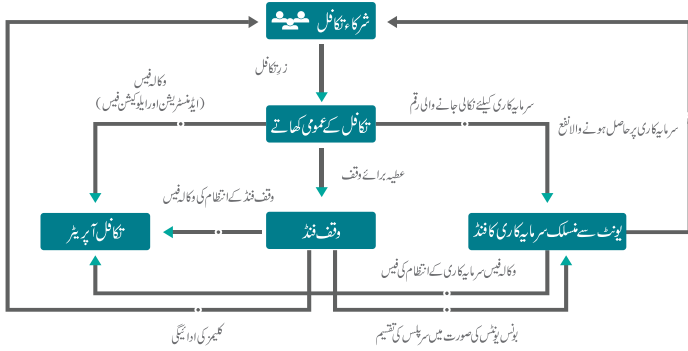 شرکاء تکافل
زرِ تکافل
وکالہ فیس
(ایڈمنسٹریشن اور ایلوکیشن فیس)
سرمایہ کاری کیلئے نکالی جانے والی رقم
تکافل کے عمومی کھاتے
سرمایہ کاری پر حاصل ہونے والا نفع
عطیہ برائے وقف
وقف فنڈ کے انتظام کی وکالہ فیس
یونٹ سے منسلک سرمایہ کاری کا فنڈ
وقف فنڈ
تکافل آپریٹر
وکالہ فیس سرمایہ کاری کے انتظام کی فیس
بونس یونٹس کی صورت میں سرپلس کی تقسیم
کلیمز کی ادائیگی